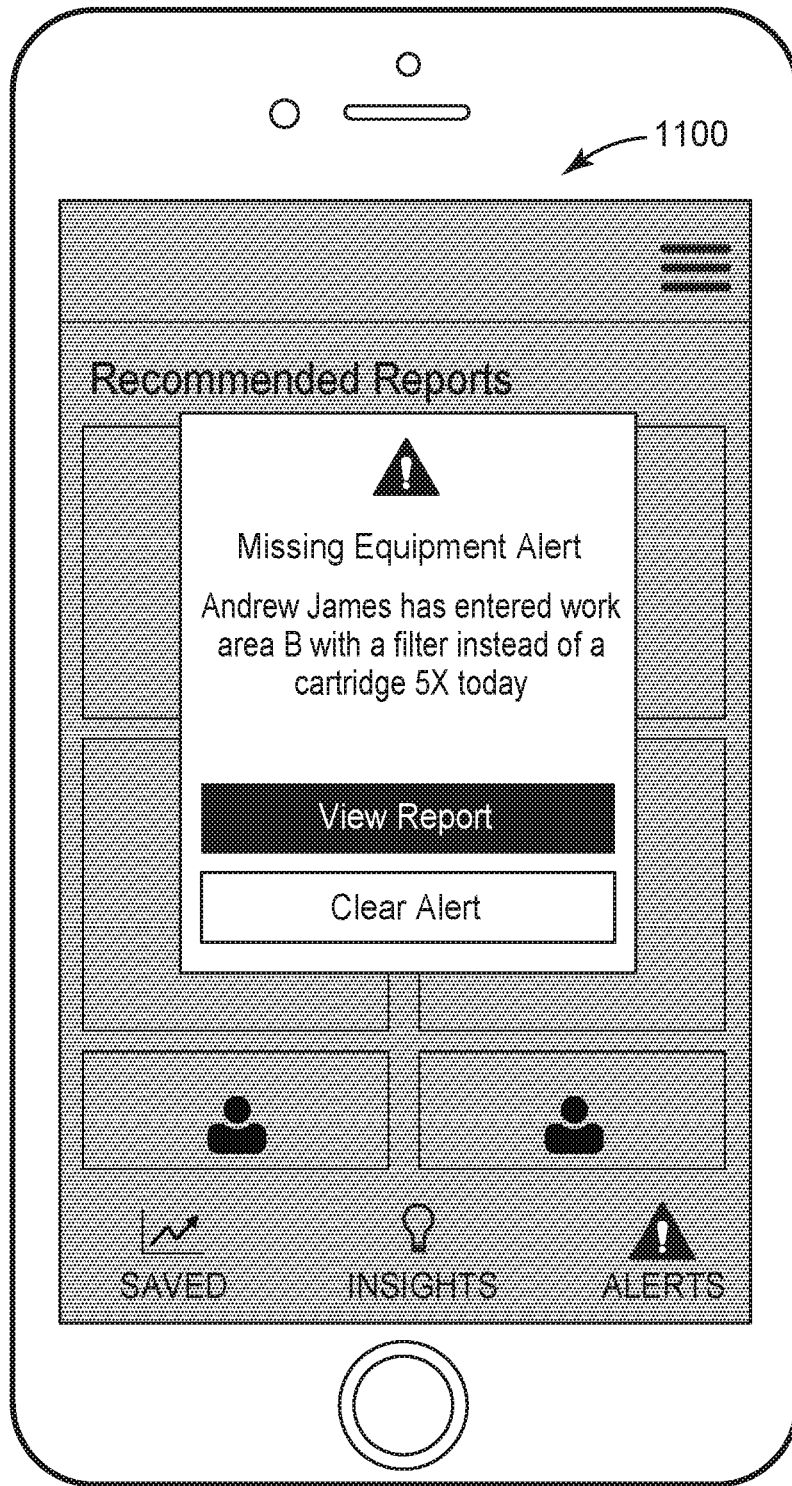 1100
Recommended Reports
Missing Equipment Alert
Andrew James has entered work
area B with a filter instead of a
cartridge 5X today
View Report
Clear Alert
SAVED INSIGHTS ALERTS